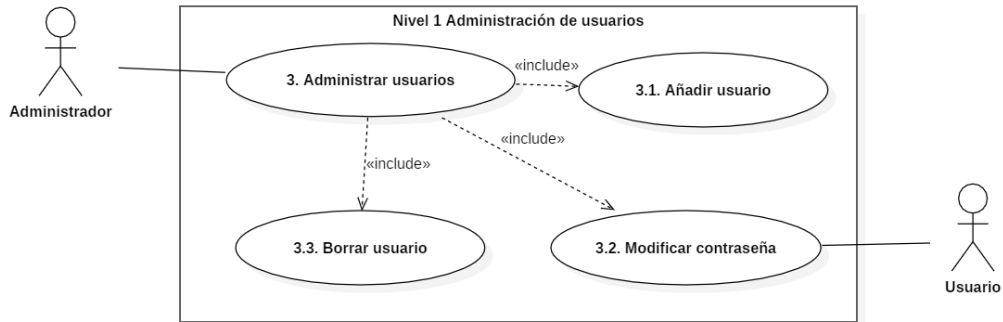 Nivel 1 Administración de usuarios
Administrador
3. Administrar usuarios
«include»
3.1. Añadir usuario
«include»
«include»
3.3. Borrar usuario
3.2. Modificar contraseña
Usuario